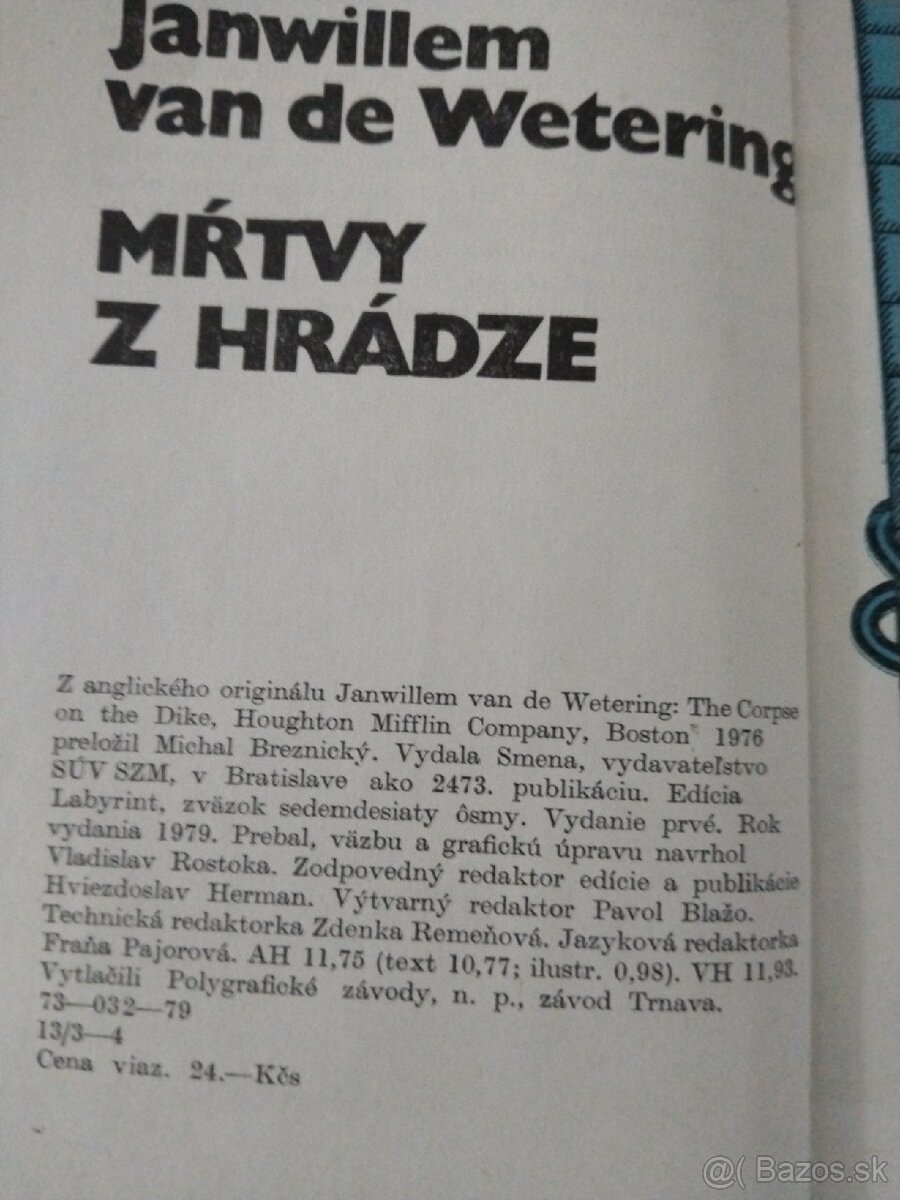 Janwillem
van de Wetering
MŔTVY
Z HRÁDZE
Z anglického originálu Janwillem van de Wetering: The Corpse
on the Dike, Houghton Mifflin Company, Boston 1976
preložil Michal Breznický. Vydala Smena, vydavateľstvo
SÚV SZM, v Bratislave ako 2473. publikáciu. Edícia
Labyrint, zväzok sedemdesiaty ôsmy. Vydanie prvé. Rok
vydania 1979. Prebal, väzbu a grafickú úpravu navrhol
Vladislav Rostoka. Zodpovedný redaktor edície a publikácie
Hviezdoslav Herman. Výtvarný redaktor Pavol Blažo.
Technická redaktorka Zdenka Remeňová. Jazyková redaktorka
Fraňa Pajorová. AH 11,75 (text 10,77; ilustr. 0,98). VH 11,93.
Vytlačili Polygrafické závody, n. p., závod Trnava.
73—032—79
13/3—4
Cena viaz. 24.—Kčs
@( Bazos.sk